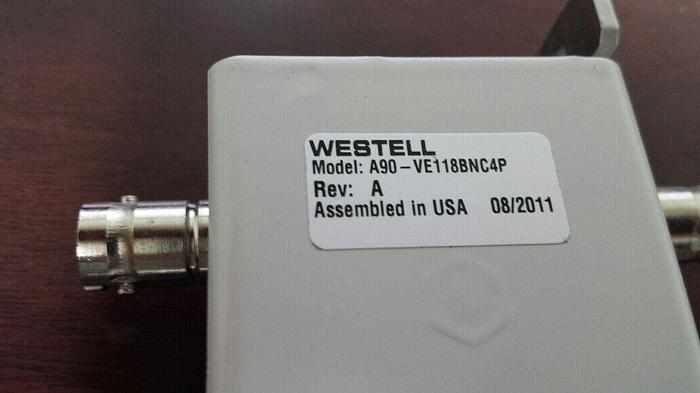 WESTELL
Model: A90-VE118BNC4P
Rev: A
Assembled in USA 08/2011